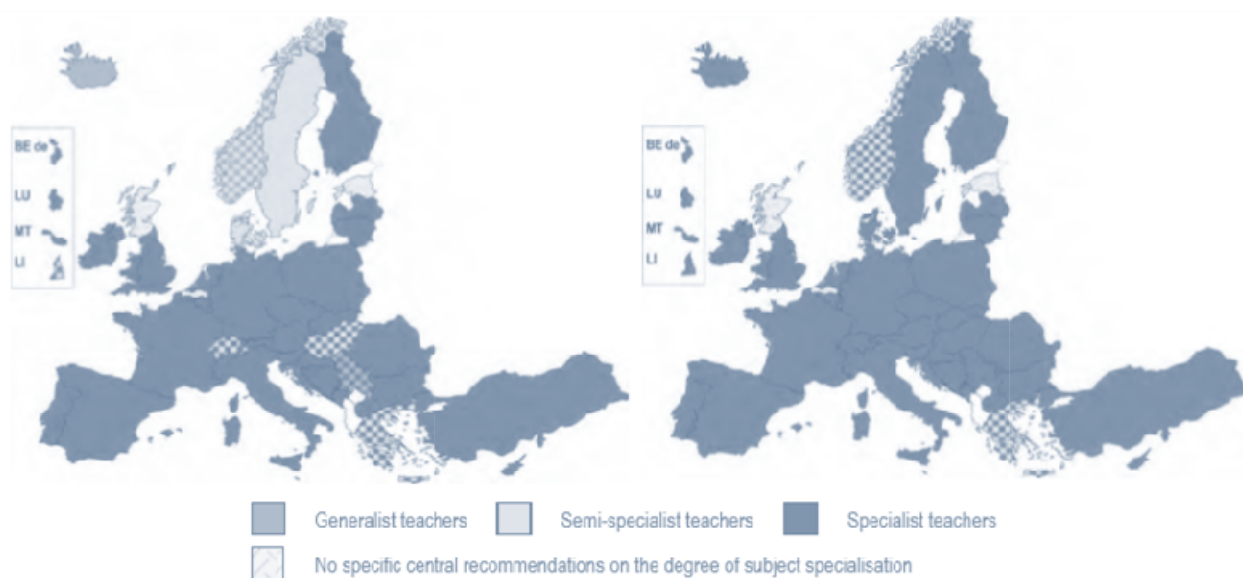 BE de
LU
MT
LI
BE de
LU
MT
LI
Generalist teachers
Semi-specialist teachers
Specialist teachers
No specific central recommendations on the degree of subject specialisation